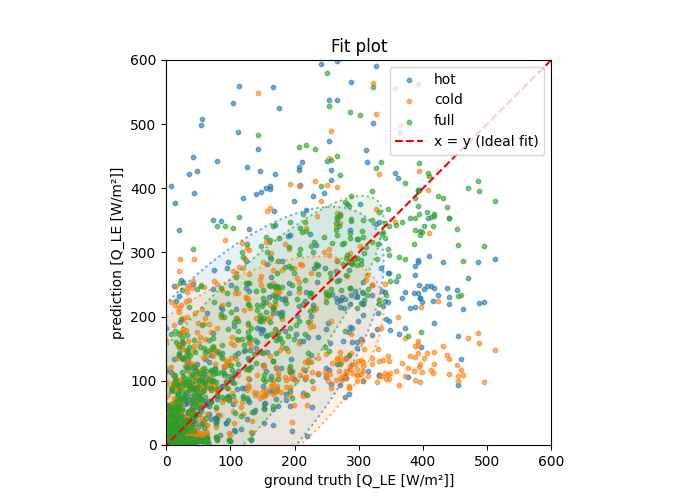 Fit plot
600
500
400
300
200
100
0
prediction [Q_LE [W/m²]]
hot
cold
full
x = y (Ideal fit)
0 100 200 300 400 500 600
ground truth [Q_LE [W/m²]]